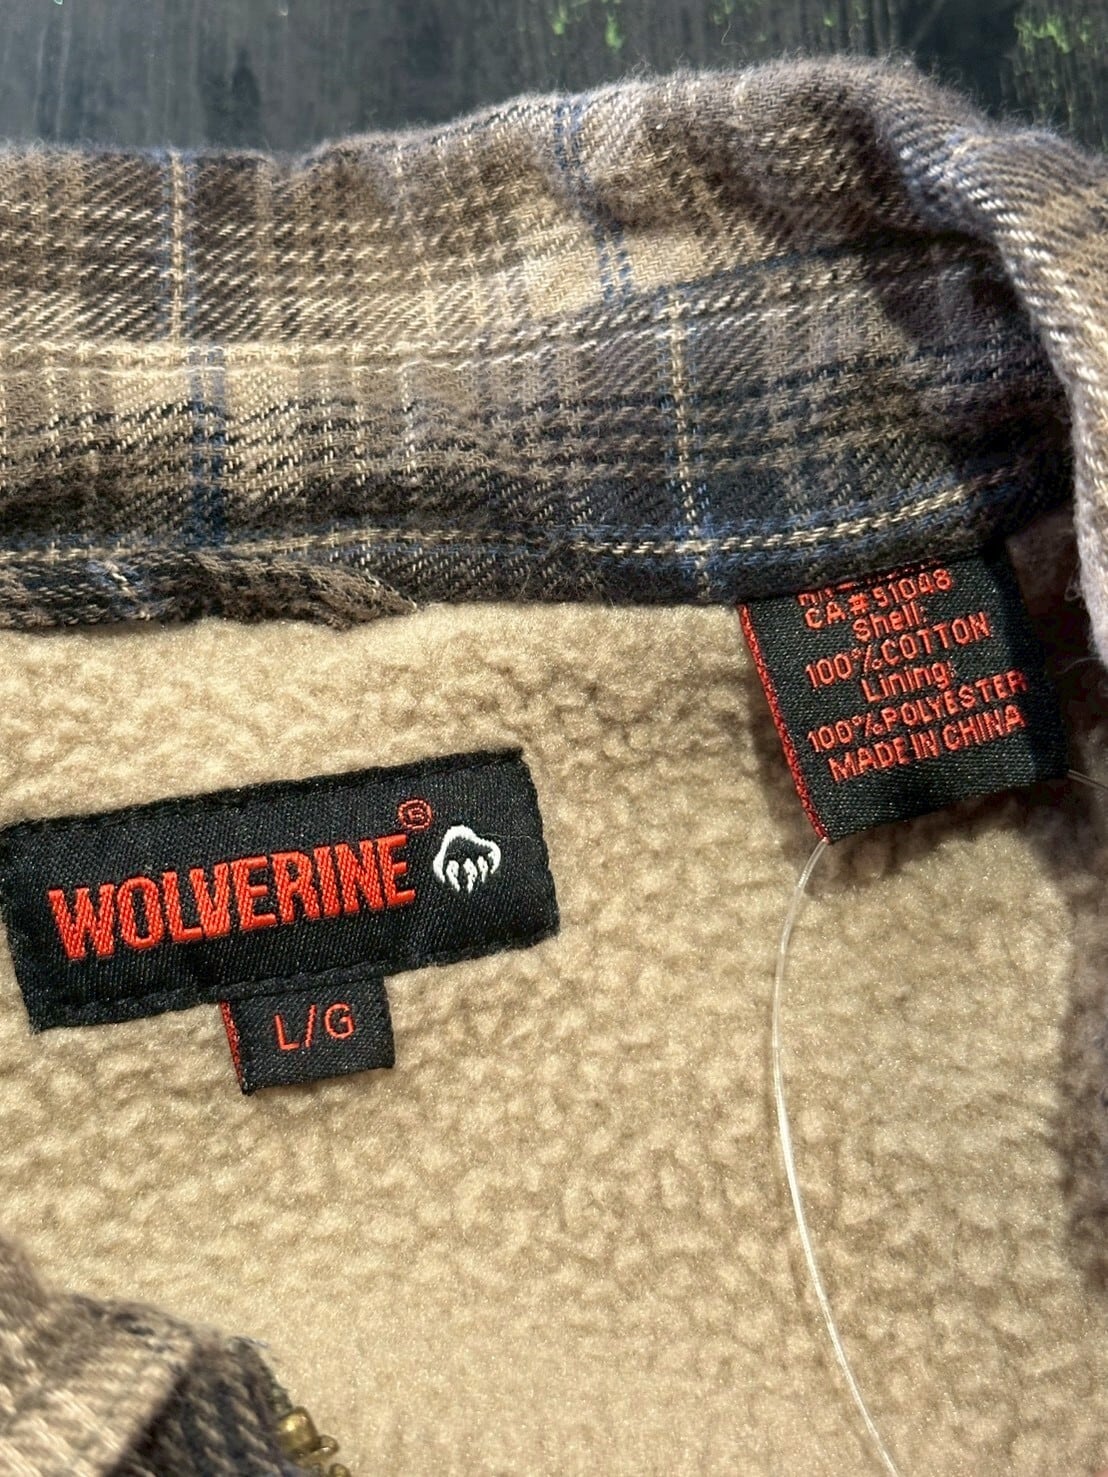 CA#51048
Shell:
100%COTTON
Lining:
100%POLYESTER
MADE IN CHINA
WOLVERINE®
L/G